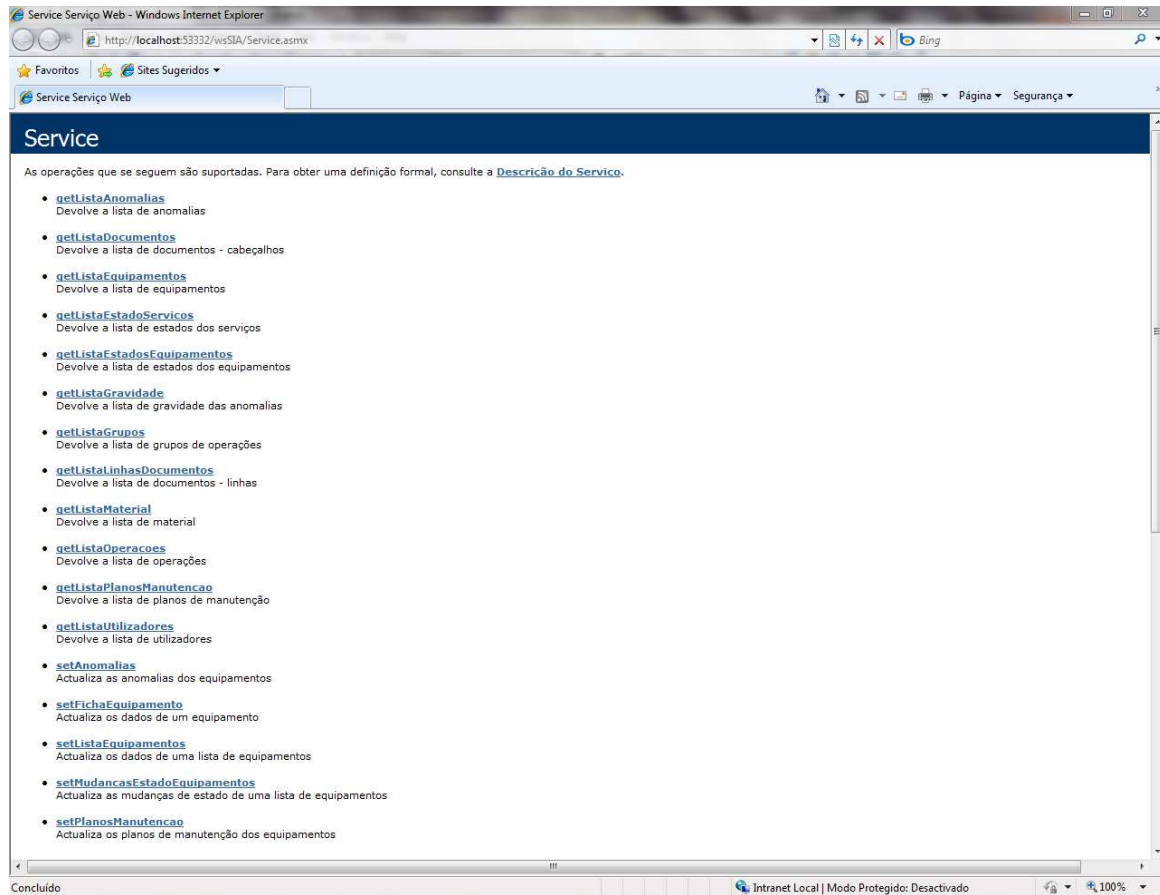 Service Serviço Web - Windows Internet Explorer
http://localhost:53332/wsSIA/Service.asmx
Bing
Favoritos
Sites Sugeridos
Service Serviço Web
Página
Segurança
Service
As operações que se seguem são suportadas. Para obter uma definição formal, consulte a Descrição do Serviço.
getListaAnomalias
Devolve a lista de anomalias
getListaDocumentos
Devolve a lista de documentos - cabeçalhos
getListaEquipamentos
Devolve a lista de equipamentos
getListaEstadoServicos
Devolve a lista de estados dos serviços
getListaEstadosEquipamentos
Devolve a lista de estados dos equipamentos
getListaGravidade
Devolve a lista de gravidade das anomalias
getListaGrupos
Devolve a lista de grupos de operações
getListaLinhasDocumentos
Devolve a lista de documentos - linhas
getListaMaterial
Devolve a lista de material
getListaOperacoes
Devolve a lista de operações
getListaPlanosManutencao
Devolve a lista de planos de manutenção
getListaUtilizadores
Devolve a lista de utilizadores
setAnomalias
Actualiza as anomalias dos equipamentos
setFichaEquipamento
Actualiza os dados de um equipamento
setListaEquipamentos
Actualiza os dados de uma lista de equipamentos
setMudancasEstadoEquipamentos
Actualiza as mudanças de estado de uma lista de equipamentos
setPlanosManutencao
Actualiza os planos de manutenção dos equipamentos
Concluído
Intranet Local | Modo Protegido: Desactivado
100%